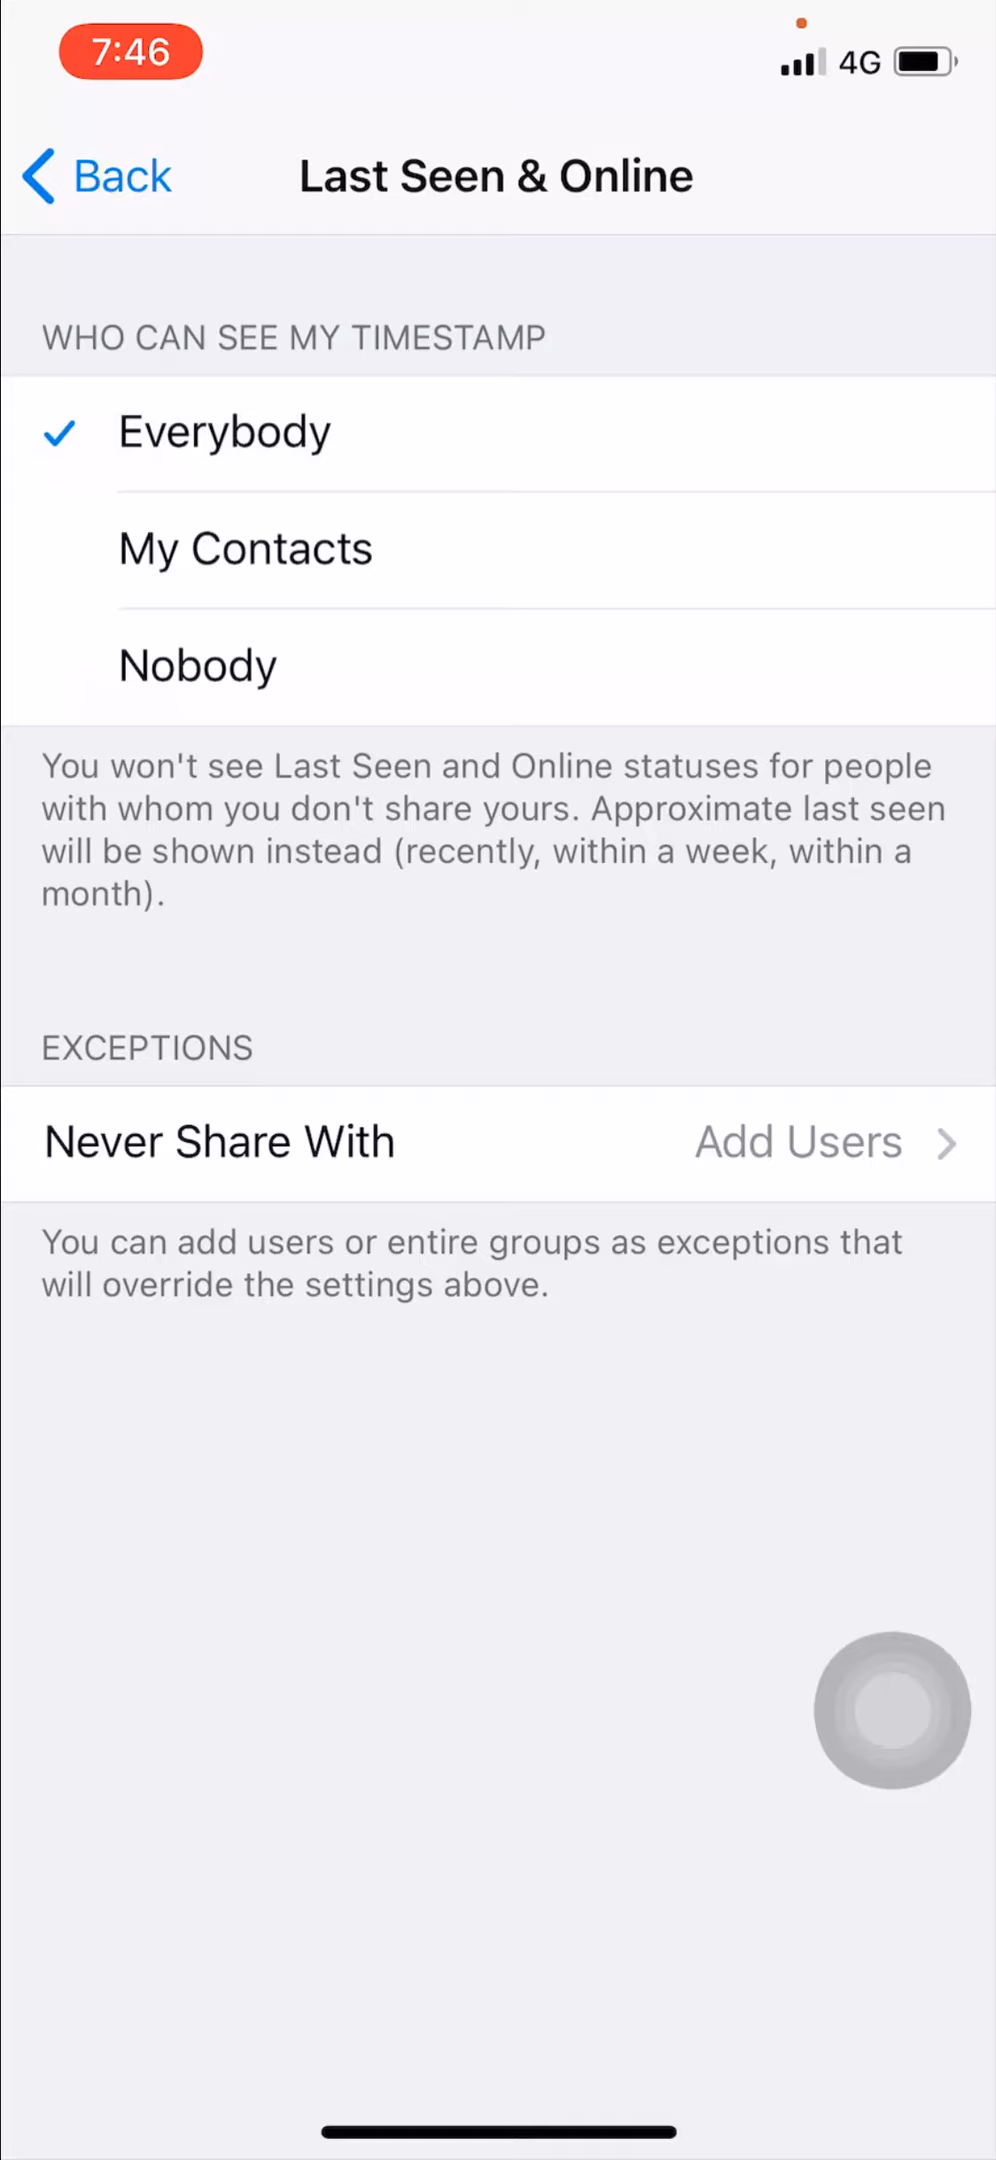 7:46
4G
Back
Last Seen & Online
WHO CAN SEE MY TIMESTAMP
Everybody
My Contacts
Nobody
You won't see Last Seen and Online statuses for people
with whom you don't share yours. Approximate last seen
will be shown instead (recently, within a week, within a
month).
EXCEPTIONS
Never Share With
Add Users
You can add users or entire groups as exceptions that
will override the settings above.